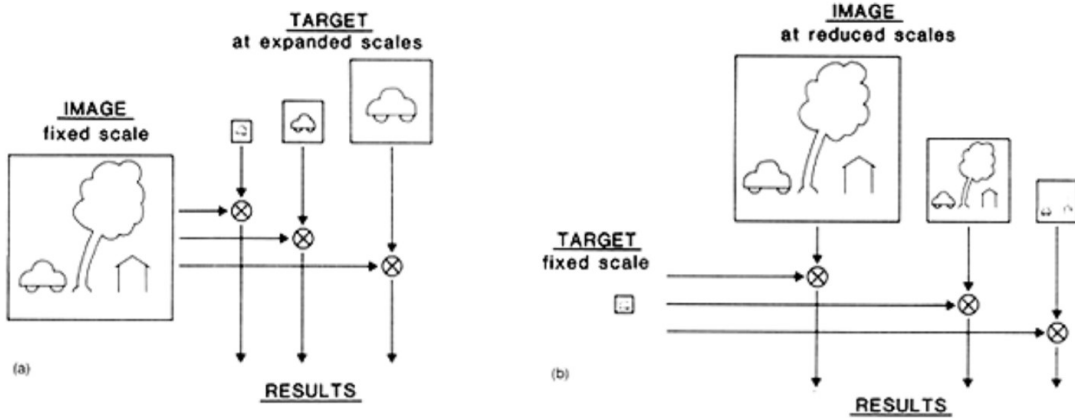 TARGET
at expanded scales
IMAGE
fixed scale
(a)
RESULTS
IMAGE
at reduced scales
TARGET
fixed scale
(b)
RESULTS